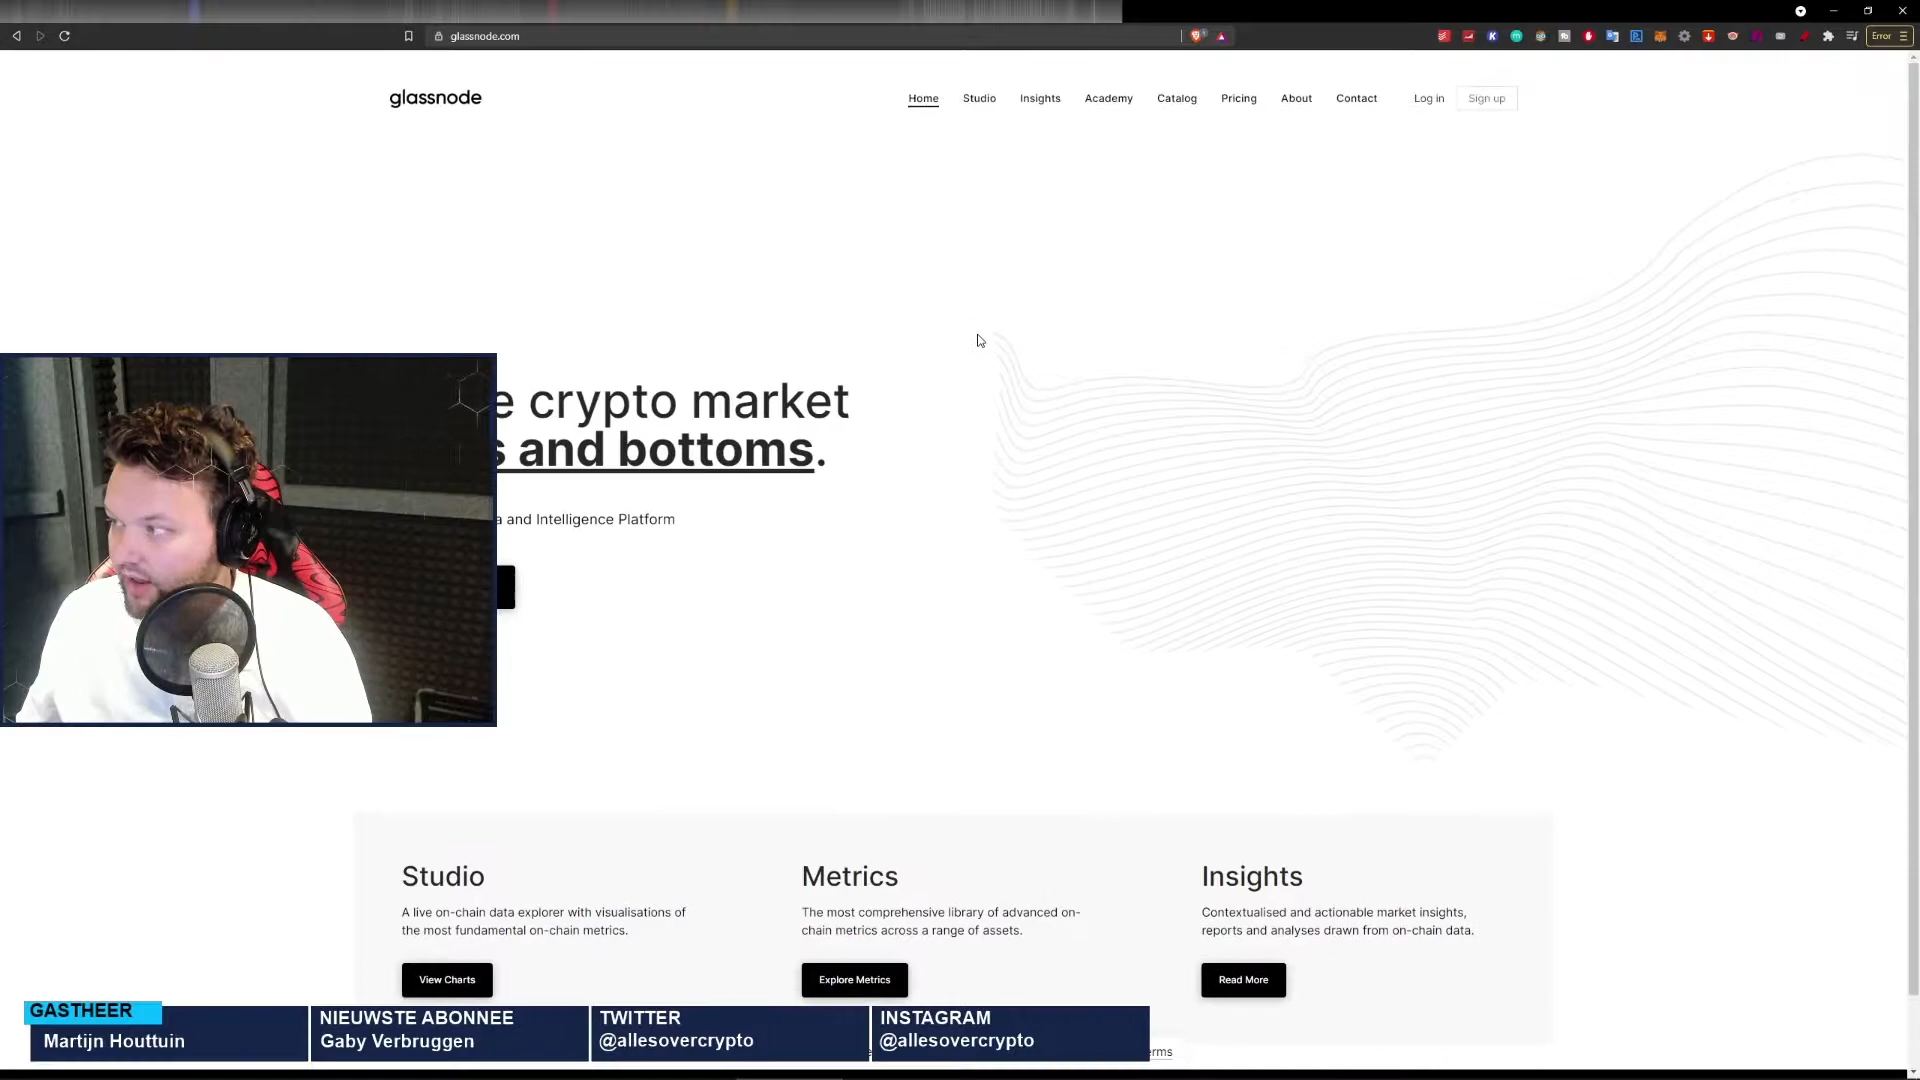 glassnode.com
Error
glassnode
Home Studio Insights Academy Catalog Pricing About Contact Log in Sign up
e crypto market
s and bottoms.
and Intelligence Platform
Studio
A live on-chain data explorer with visualisations of
the most fundamental on-chain metrics.
View Charts
Metrics
The most comprehensive library of advanced on-
chain metrics across a range of assets.
Explore Metrics
Insights
Contextualised and actionable market insights,
reports and analyses drawn from on-chain data.
Read More
GASTHEER
Martijn Houttuin
NIEUWSTE ABONNEE
Gaby Verbruggen
TWITTER
@allesovercrypto
INSTAGRAM
@allesovercrypto
erms